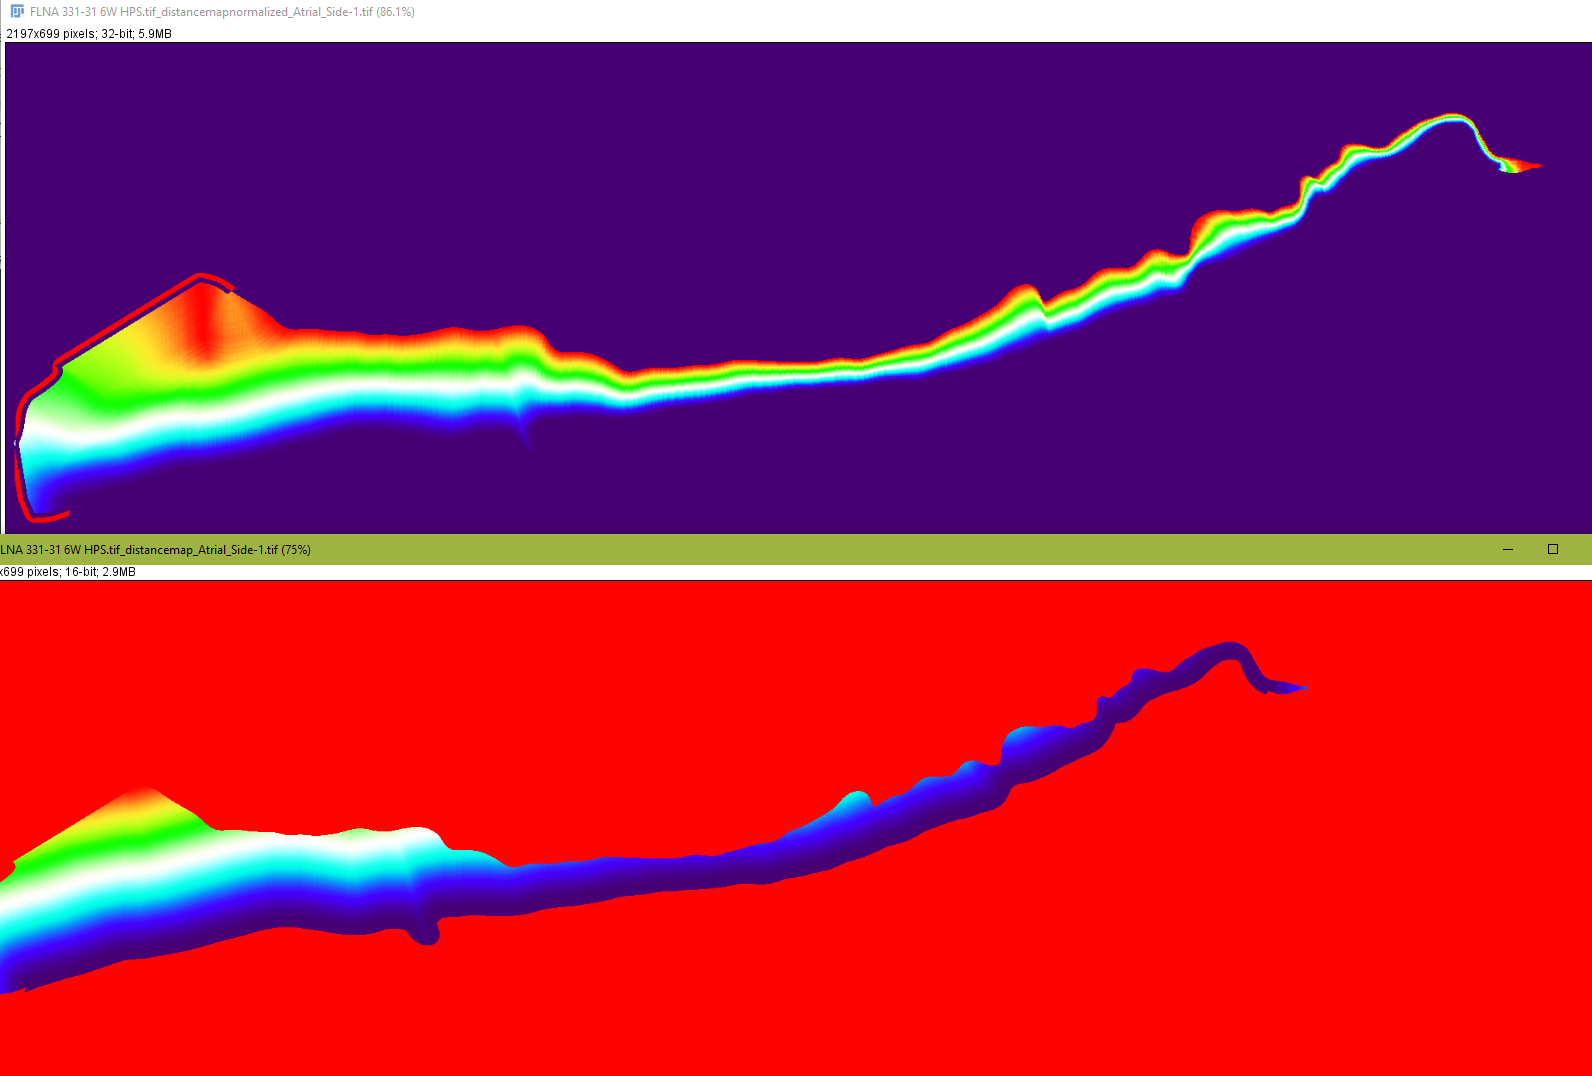 FLNA 331-31 6W HPS.tif_distancemapnormalized_Atrial_Side-1.tif (86.1%)
2197x699 pixels; 32-bit; 5.9MB
LNA 331-31 6W HPS.tif_distancemap_Atrial_Side-1.tif (75%)
x699 pixels; 16-bit; 2.9MB